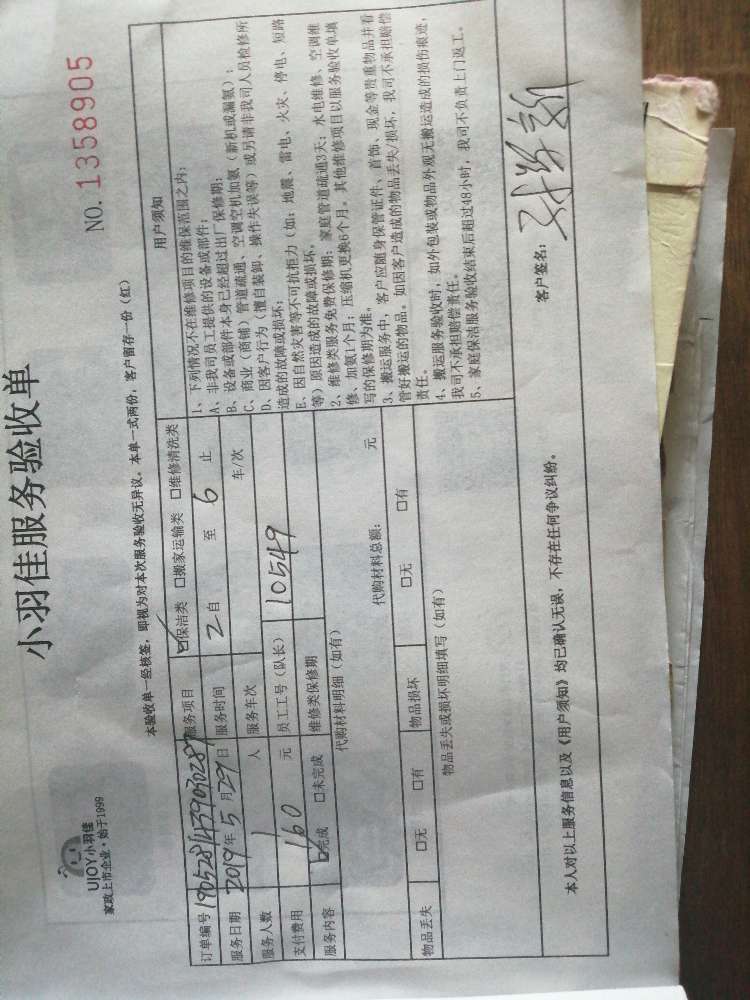 UJOY小羽佳
家政上市企业·始于1999
小羽佳服务验收单
NO. 1358905
本验收单一经核签，即视为对本次服务验收无异议。本单一式两份，客户留存一份（红）
订单编号 服务项目 ☑保洁类 □搬家运输类 □维修清洗类
服务日期 2019年5月29日 服务时间 2自 至 6 止
服务人数 1 人 服务车次 车/次
支付费用 160 元 员工工号（队长） 10549
服务内容 ☑完成 □未完成 维修类保修期
代购材料明细（如有）
代购材料总额： 元
物品丢失 □无 □有 物品损坏 □无 □有
物品丢失或损坏明细填写（如有）
用户须知
1、下列情况不在维修项目的维保范围之内：
A、非我司员工提供的设备或部件；
B、设备或部件本身已经超过出厂保修期；
C、商业（商铺）管道疏通、空调空机加氨（新机或漏氨）；
D、因客户行为（擅自装卸、操作失误等）或另请非我司人员检修所
造成的故障或损坏；
E、因自然灾害等不可抗拒力（如：地震、雷电、火灾、停电、短路
等）原因造成的故障或损坏。
2、维修类服务免费保修期：家庭管道疏通3天；水电维修、空调维
修、加氨1个月；压缩机更换6个月。其他维修项目以服务验收单填
写的保修期为准。
3、搬运服务中，客户应随身保管证件、首饰、现金等贵重物品并看
管好搬运的物品。如因客户造成的物品丢失/损坏，我司不承担赔偿
责任。
4、搬运服务验收时，如外包装或物品外观无搬运造成的损伤痕迹，
我司不承担赔偿责任。
5、家庭保洁服务验收结束后超过48小时，我司不负责上门返工。
本人对以上服务信息以及《用户须知》均已确认无误，不存在任何争议纠纷。
客户签名：